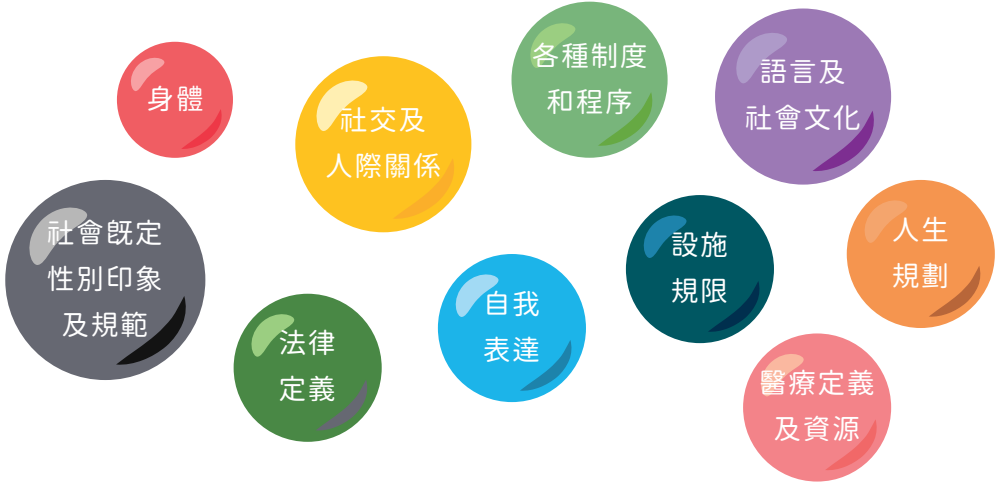 身體
社交及
人際關係
各種制度
和程序
語言及
社會文化
社會既定
性別印象
及規範
法律
定義
自我
表達
設施
規限
人生
規劃
醫療定義
及資源